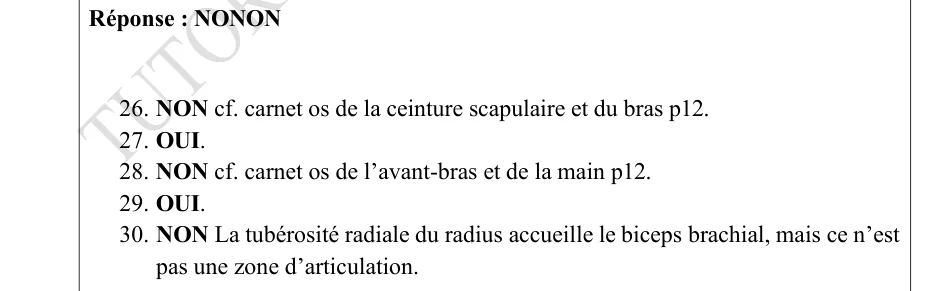 Réponse : NONON
TUTOR
26. NON cf. carnet os de la ceinture scapulaire et du bras p12.
27. OUI.
28. NON cf. carnet os de l’avant-bras et de la main p12.
29. OUI.
30. NON La tubérosité radiale du radius accueille le biceps brachial, mais ce n’est
pas une zone d’articulation.